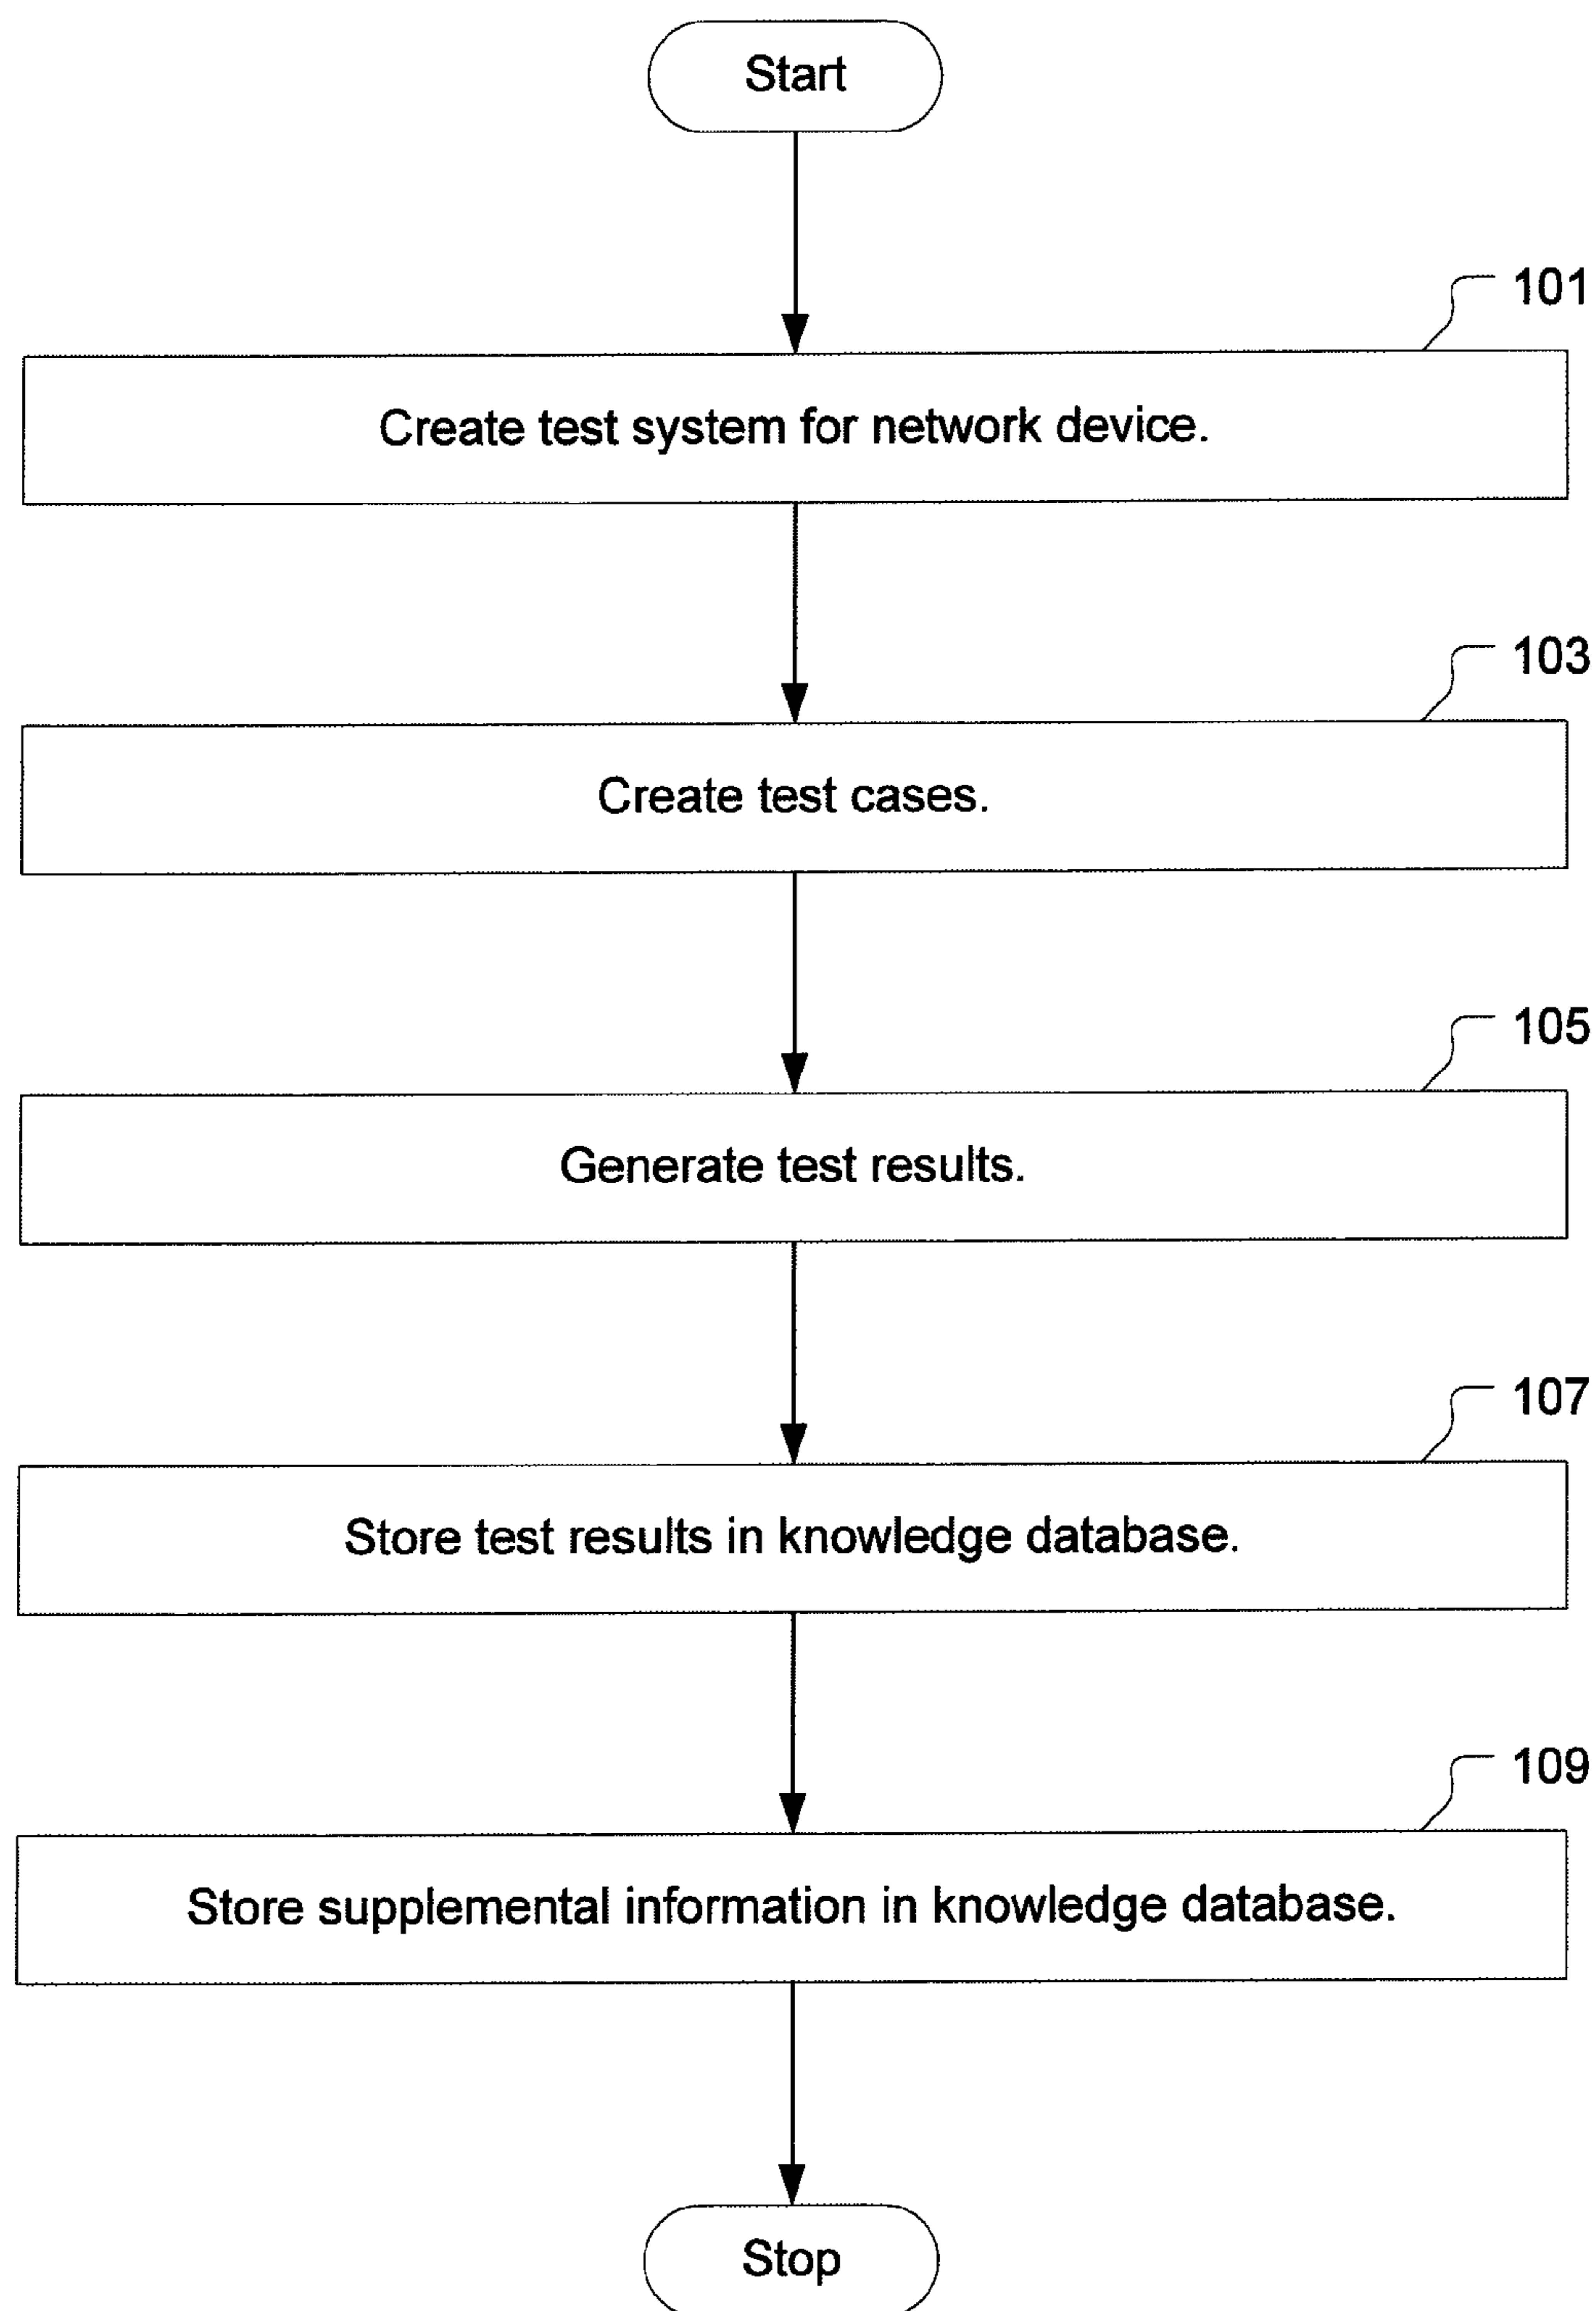 Start
101
Create test system for network device.
103
Create test cases.
105
Generate test results.
107
Store test results in knowledge database.
109
Store supplemental information in knowledge database.
Stop